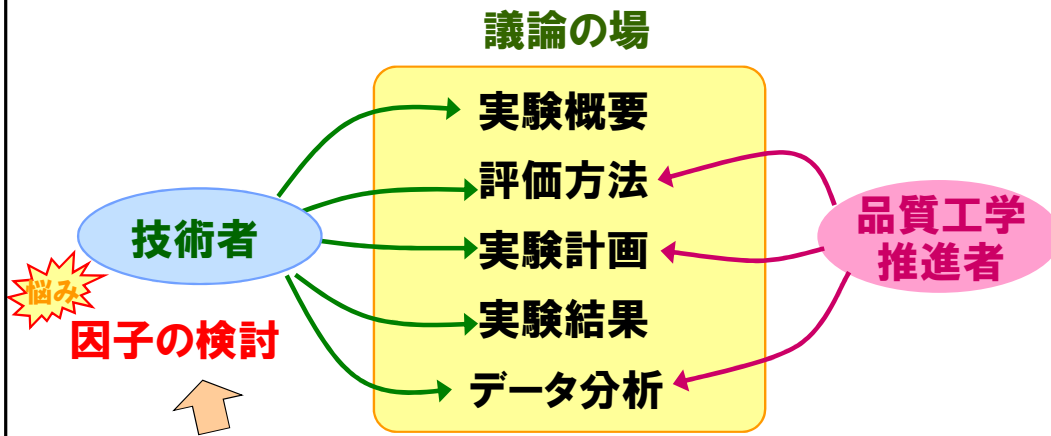 議論の場
実験概要
評価方法
実験計画
実験結果
データ分析
技術者
悩み
因子の検討
品質工学
推進者